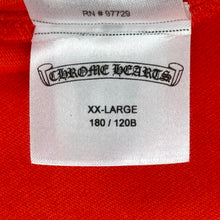 RN # 97729
CHROME HEARTS
XX-LARGE
180 / 120B